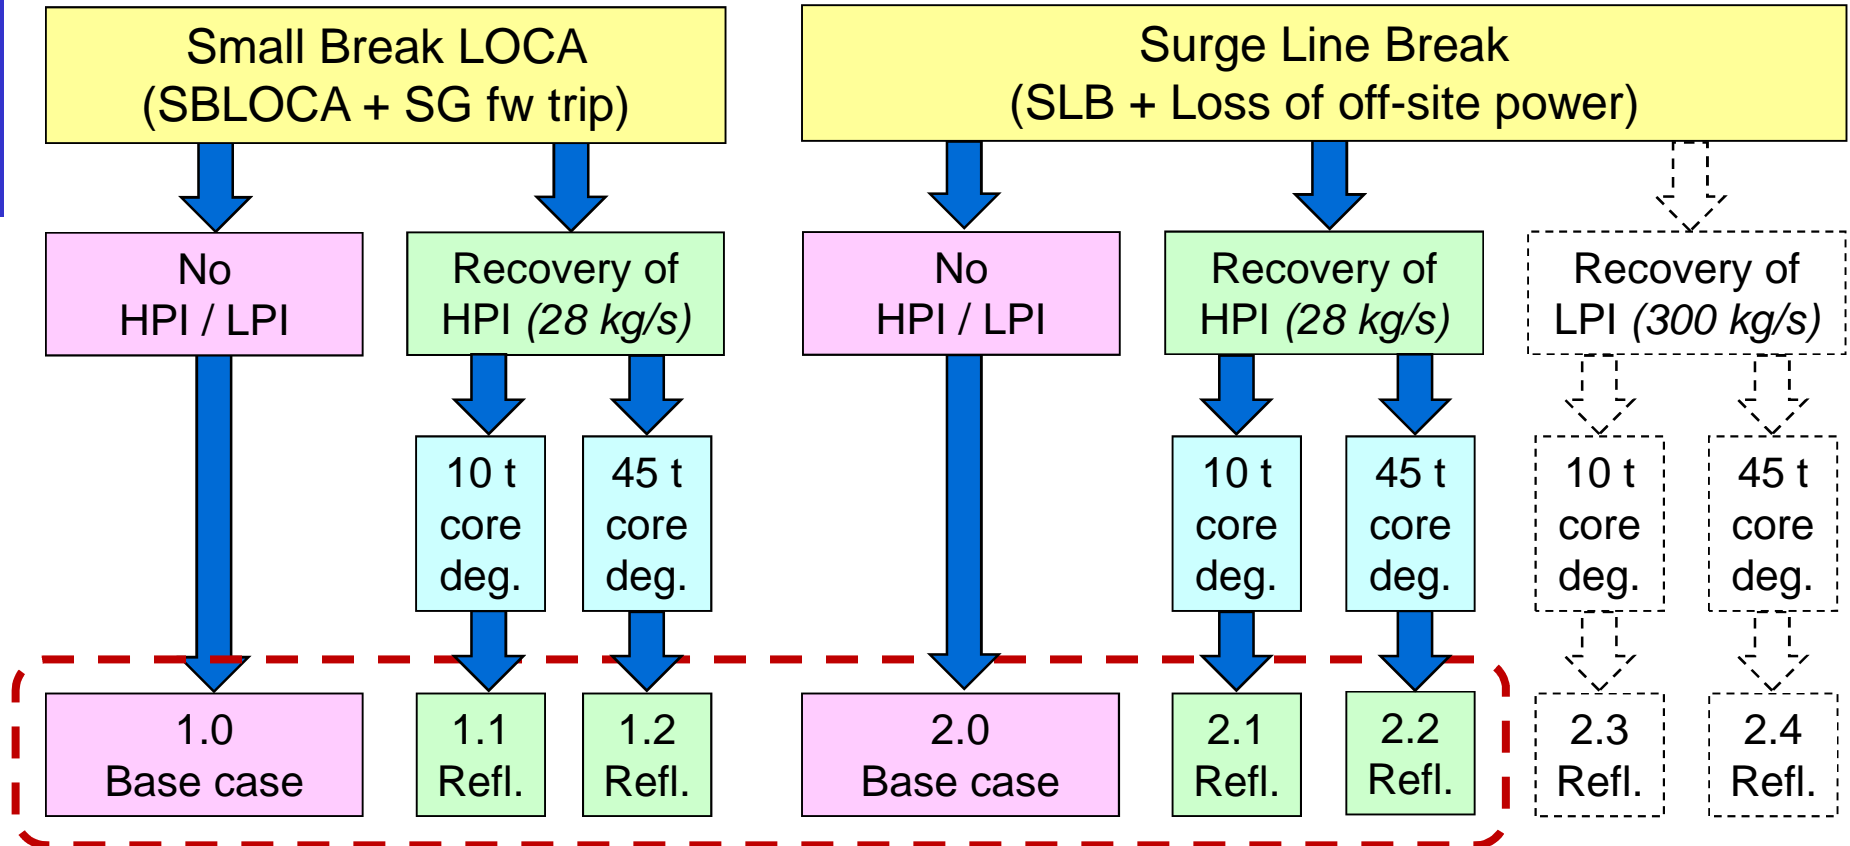 Small Break LOCA
(SBLOCA + SG fw trip)
Surge Line Break
(SLB + Loss of off-site power)
No
HPI / LPI
Recovery of
HPI (28 kg/s)
No
HPI / LPI
Recovery of
HPI (28 kg/s)
Recovery of
LPI (300 kg/s)
10 t
core
deg.
45 t
core
deg.
10 t
core
deg.
45 t
core
deg.
10 t
core
deg.
45 t
core
deg.
1.0
Base case
1.1
Refl.
1.2
Refl.
2.0
Base case
2.1
Refl.
2.2
Refl.
2.3
Refl.
2.4
Refl.